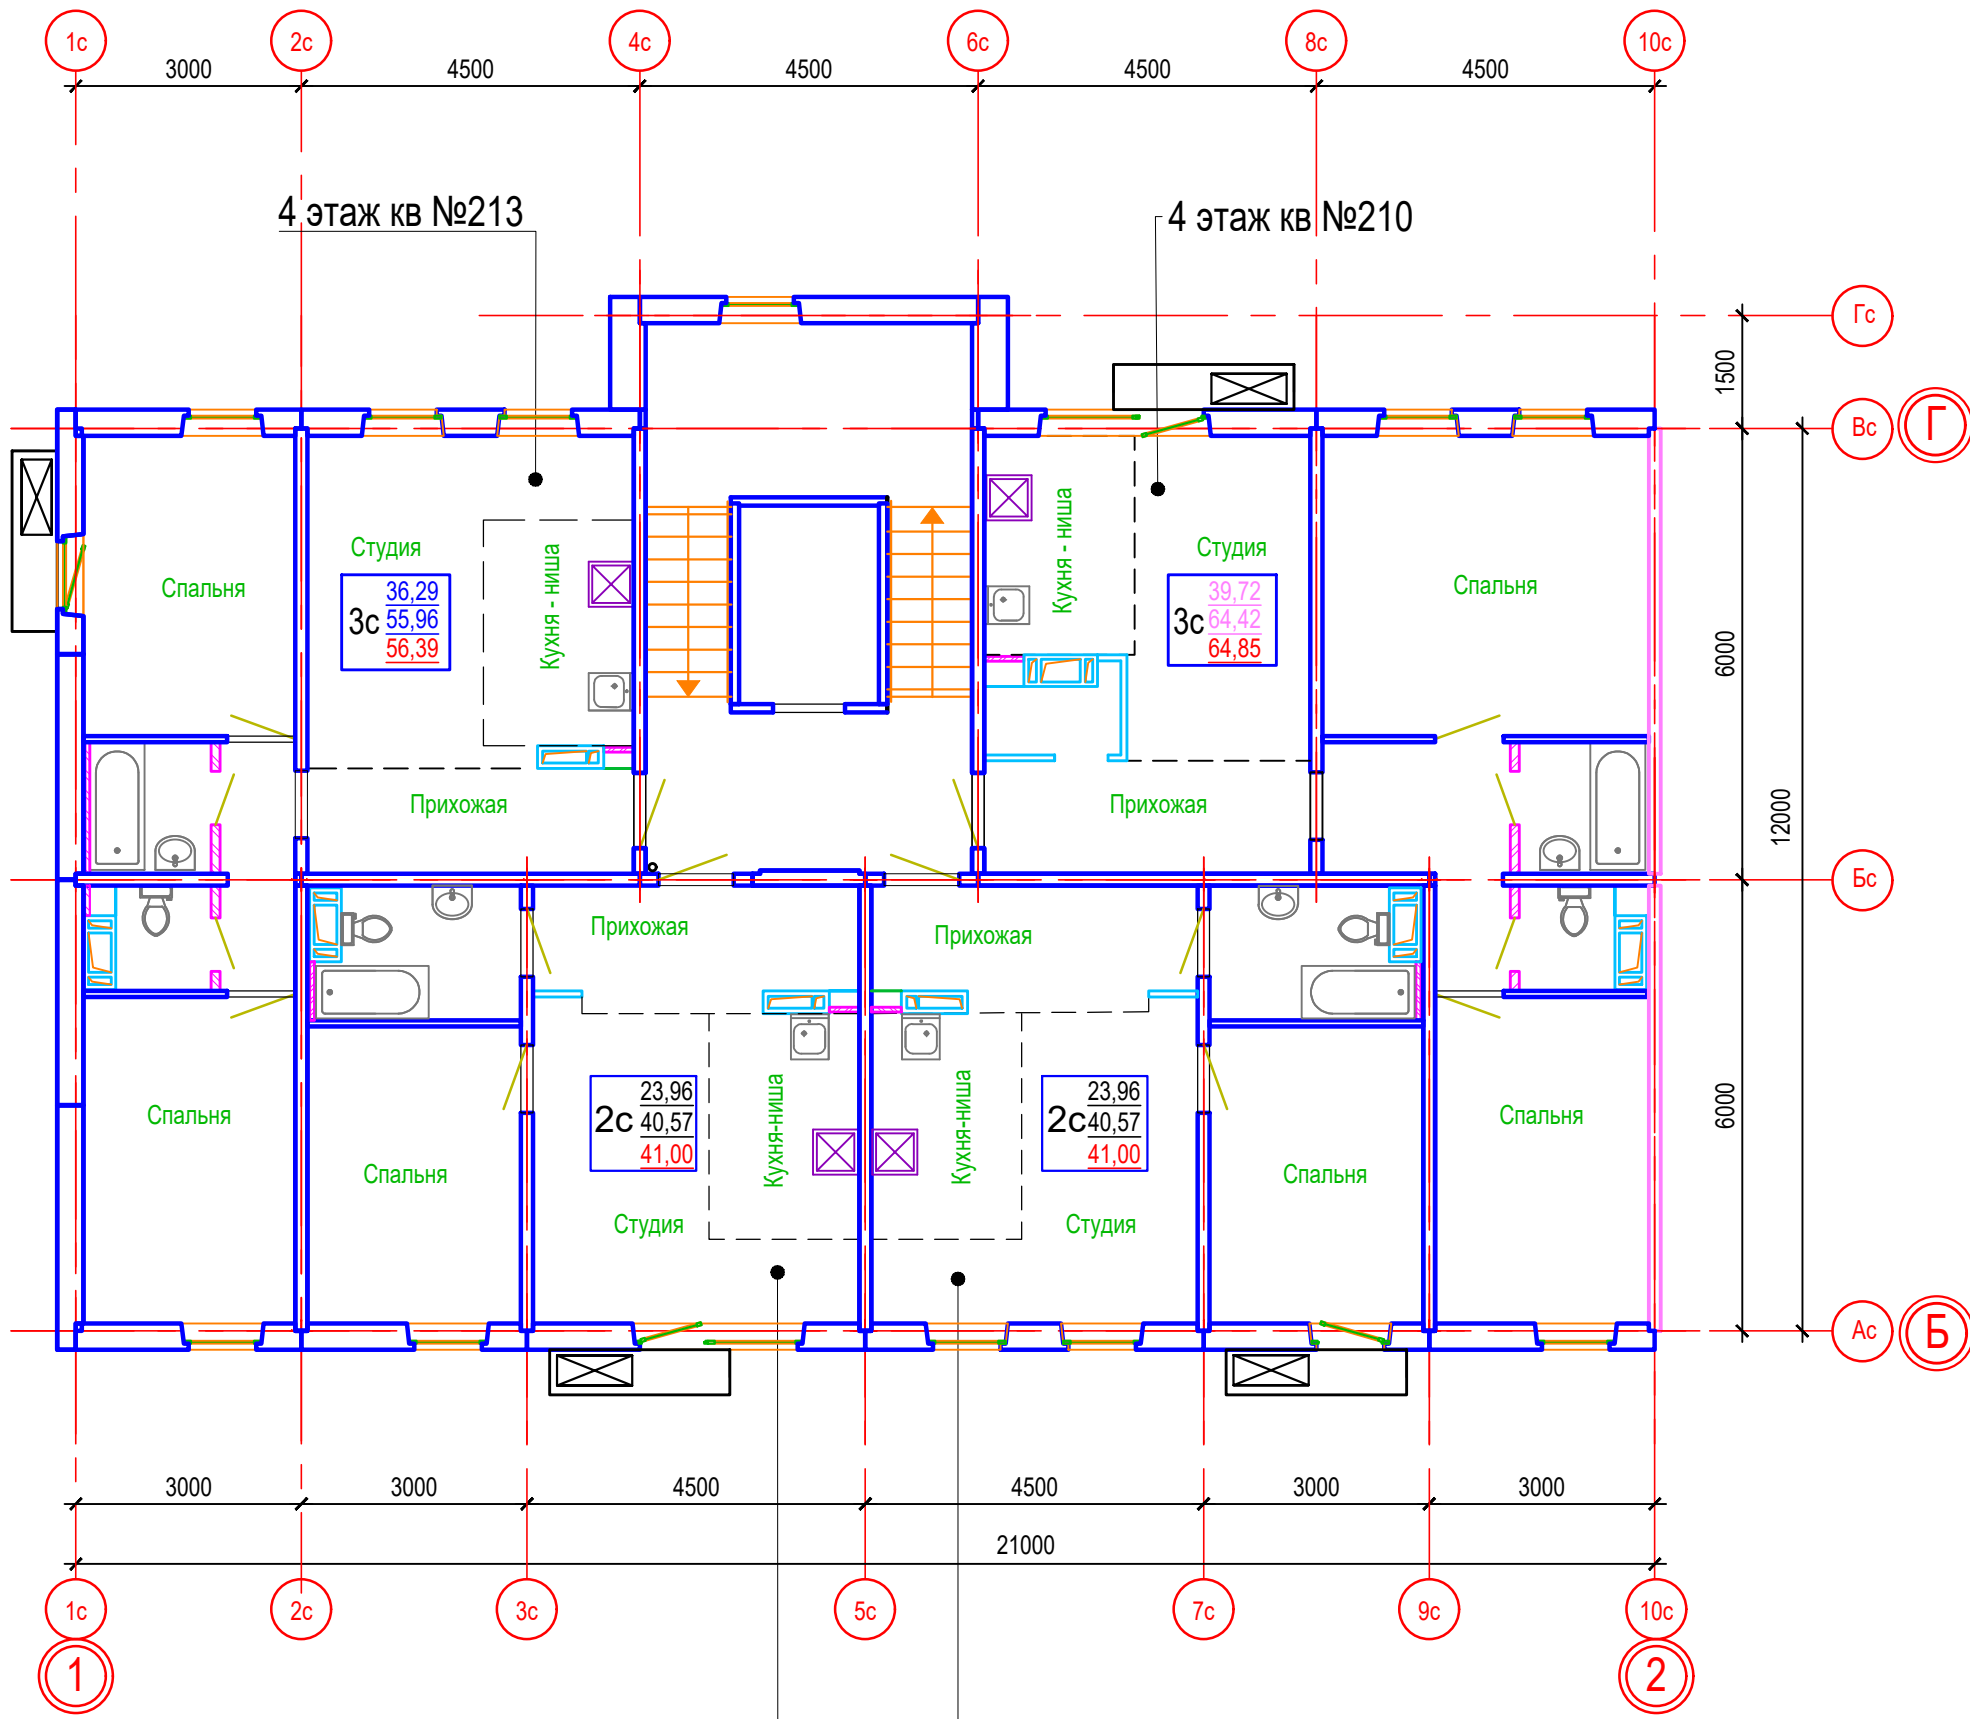 1с 2с 4с 6с 8с 10с
3000 4500 4500 4500 4500
4 этаж кв №213
4 этаж кв №210
Гс
1500
Вс Г
Студия
Кухня - ниша
Спальня
36,29
3с 55,96
56,39
Кухня - ниша
Студия
Спальня
39,72
3с 64,42
64,85
6000
12000
Прихожая
Прихожая
Бс
Прихожая
Прихожая
Спальня
Спальня
23,96
2с 40,57
41,00
Кухня-ниша
Студия
Кухня-ниша
23,96
2с 40,57
41,00
Студия
Спальня
Спальня
6000
Ас Б
3000 3000 4500 4500 3000 3000
21000
1с 2с 3с 5с 7с 9с 10с
1 2